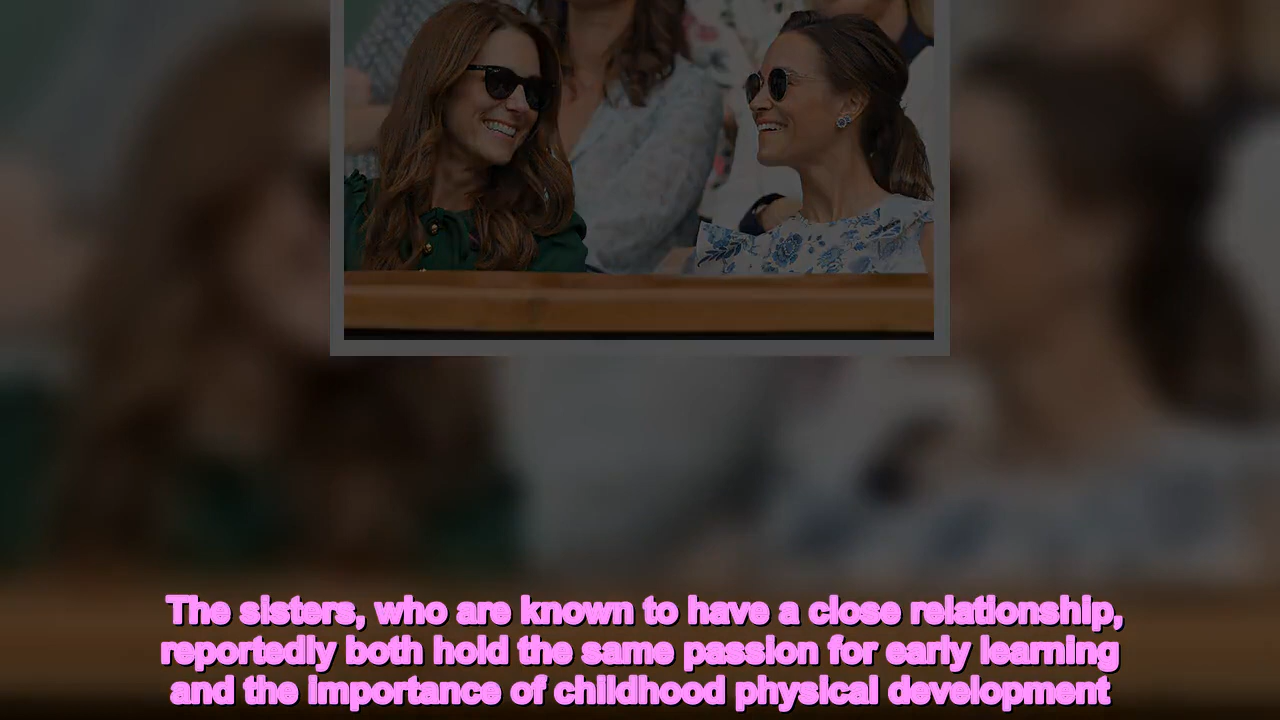 The sisters, who are known to have a close relationship,
reportedly both hold the same passion for early learning
and the importance of childhood physical development